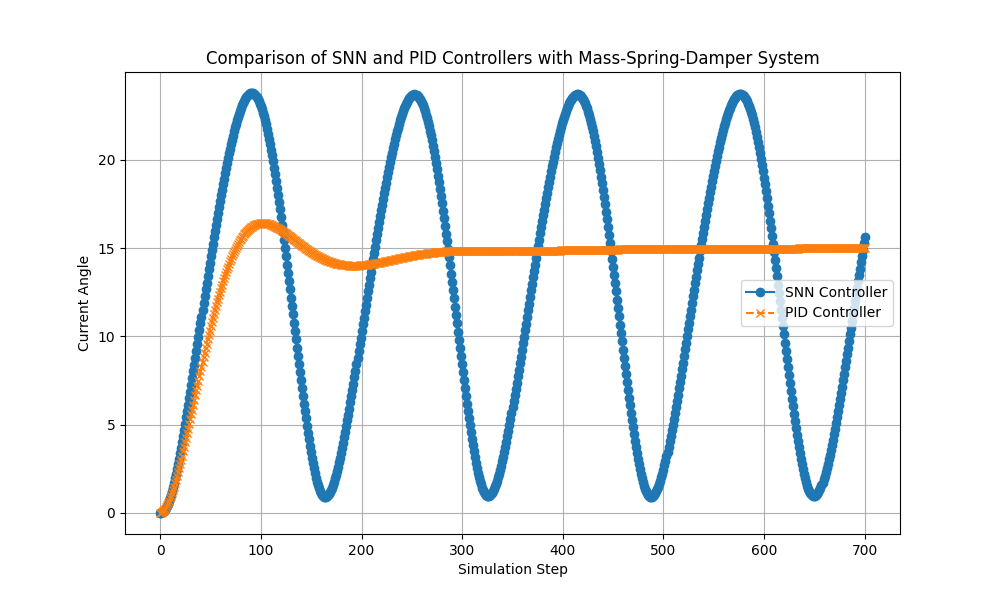 Comparison of SNN and PID Controllers with Mass-Spring-Damper System
Current Angle
20
15
10
5
0
SNN Controller
PID Controller
0 100 200 300 400 500 600 700
Simulation Step